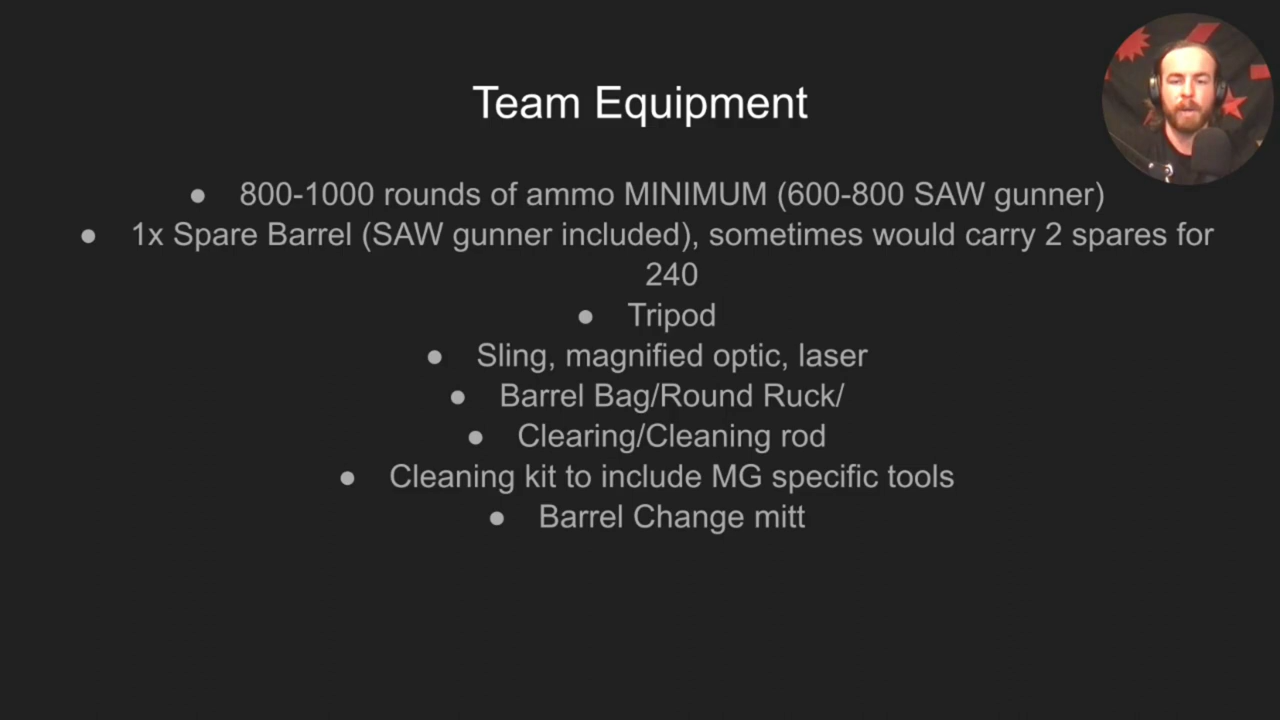 Team Equipment
● 800-1000 rounds of ammo MINIMUM (600-800 SAW gunner)
● 1x Spare Barrel (SAW gunner included), sometimes would carry 2 spares for
240
● Tripod
● Sling, magnified optic, laser
● Barrel Bag/Round Ruck/
● Clearing/Cleaning rod
● Cleaning kit to include MG specific tools
● Barrel Change mitt